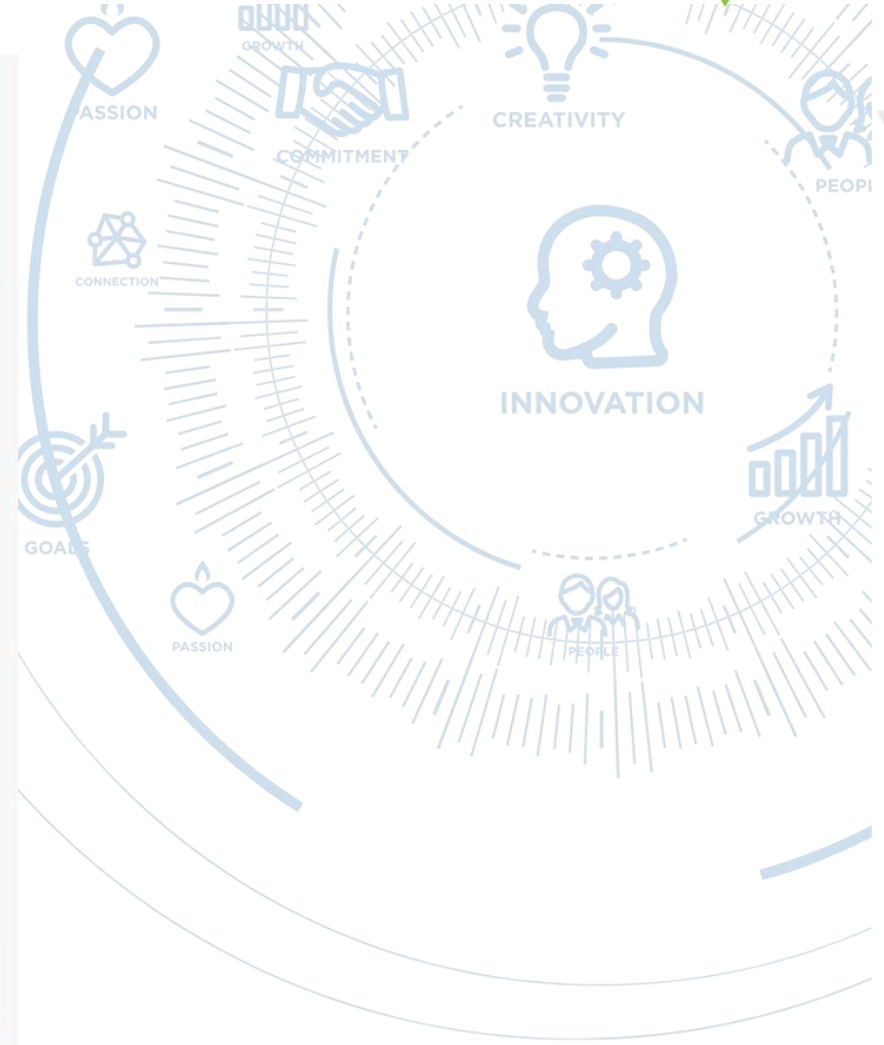 GROWTH
ASSION
CREATIVITY
COMMITMENT
PEOPL
CONNECTION
INNOVATION
GROWTH
GOALS
PASSION
PEOPLE